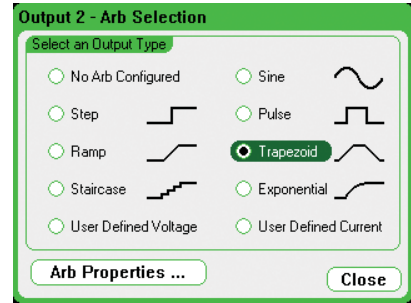 Output 2 - Arb Selection
Select an Output Type
No Arb Configured
Sine
Step
Pulse
Ramp
Trapezoid
Staircase
Exponential
User Defined Voltage
User Defined Current
Arb Properties ...
Close